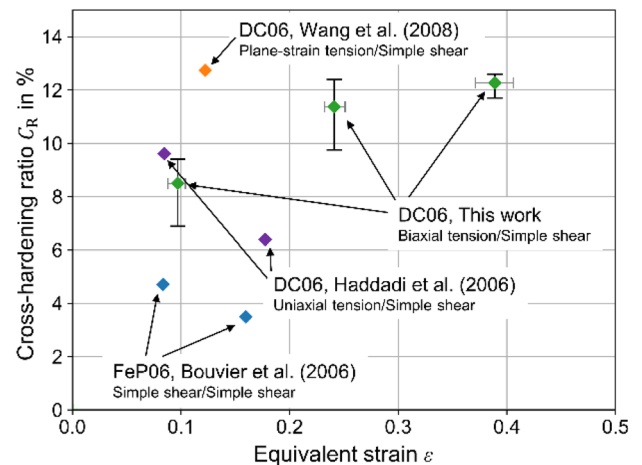 Cross-hardening ratio C_R in %
14
12
10
8
6
4
2
0
DC06, Wang et al. (2008)
Plane-strain tension/Simple shear
DC06, This work
Biaxial tension/Simple shear
DC06, Haddadi et al. (2006)
Uniaxial tension/Simple shear
FeP06, Bouvier et al. (2006)
Simple shear/Simple shear
0.0 0.1 0.2 0.3 0.4 0.5
Equivalent strain ε